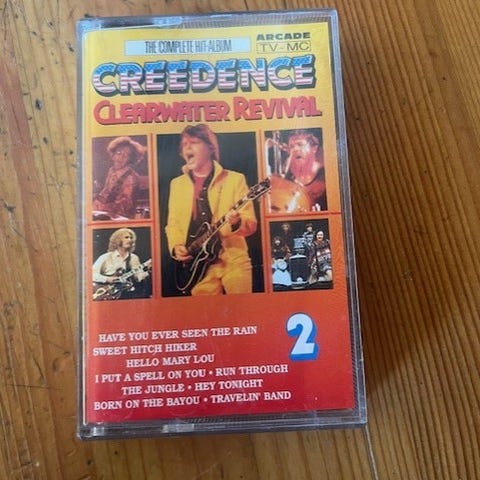 THE COMPLETE HIT-ALBUM
ARCADE
TV-MC
CREEDENCE
CLEARWATER REVIVAL
HAVE YOU EVER SEEN THE RAIN
SWEET HITCH HIKER
HELLO MARY LOU
I PUT A SPELL ON YOU • RUN THROUGH
THE JUNGLE • HEY TONIGHT
BORN ON THE BAYOU • TRAVELIN' BAND
2